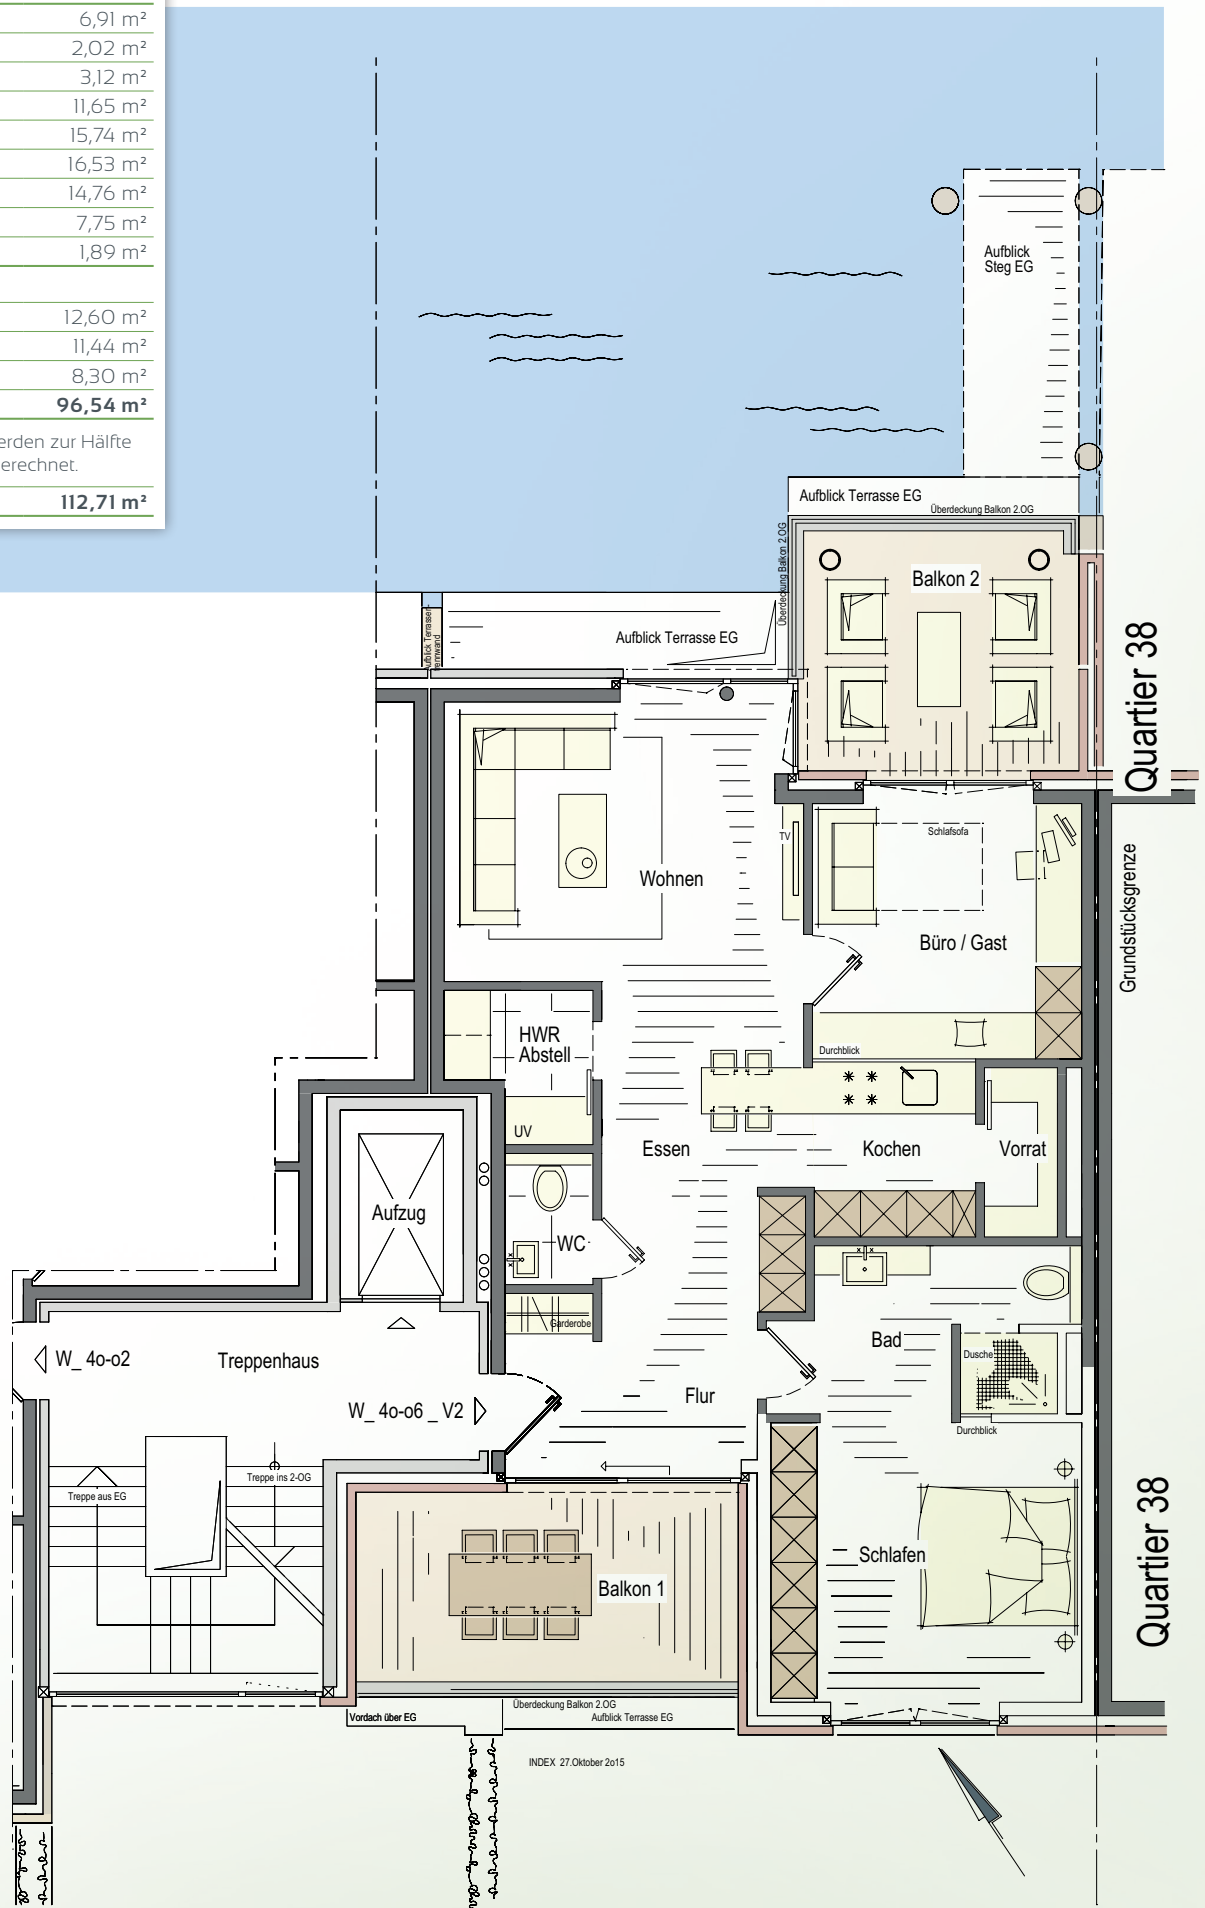 6,91 m²
2,02 m²
3,12 m²
11,65 m²
15,74 m²
16,53 m²
14,76 m²
7,75 m²
1,89 m²
12,60 m²
11,44 m²
8,30 m²
96,54 m²
erden zur Hälfte
erechnet.
112,71 m²
Aufblick
Steg EG
Aufblick Terrasse EG
Überdeckung Balkon 2.OG
Überdeckung Balkon 2.OG
Balkon 2
Aufblick Terrasse EG
Aufblick Terrassen-
trennwand
Quartier 38
Schlafsofa
TV
Wohnen
Büro / Gast
Grundstücksgrenze
HWR
Abstell
Durchblick
UV
Essen
Kochen
Vorrat
Aufzug
WC
Garderobe
Bad
Dusche
W_ 4o-o2
Treppenhaus
Flur
W_ 4o-o6 _ V2
Durchblick
Treppe ins 2-OG
Treppe aus EG
Schlafen
Balkon 1
Quartier 38
Überdeckung Balkon 2.OG
Vordach über EG
Aufblick Terrasse EG
INDEX 27.Oktober 2o15